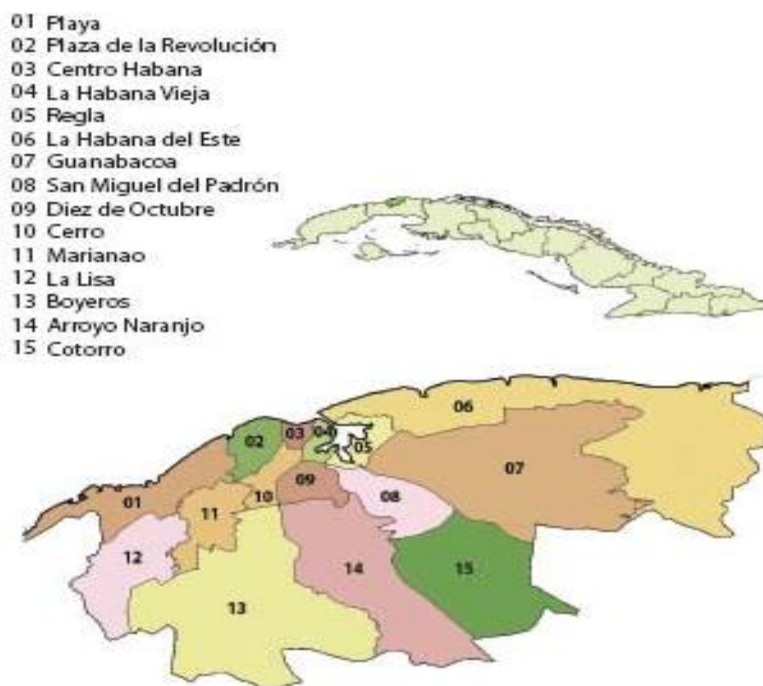 01 Playa
02 Plaza de la Revolución
03 Centro Habana
04 La Habana Vieja
05 Regla
06 La Habana del Este
07 Guanabacoa
08 San Miguel del Padrón
09 Diez de Octubre
10 Cerro
11 Marianao
12 La Lisa
13 Boyeros
14 Arroyo Naranjo
15 Cotorro
06
02 03 04 05
07
01 11 10 09 08
12 14 15
13